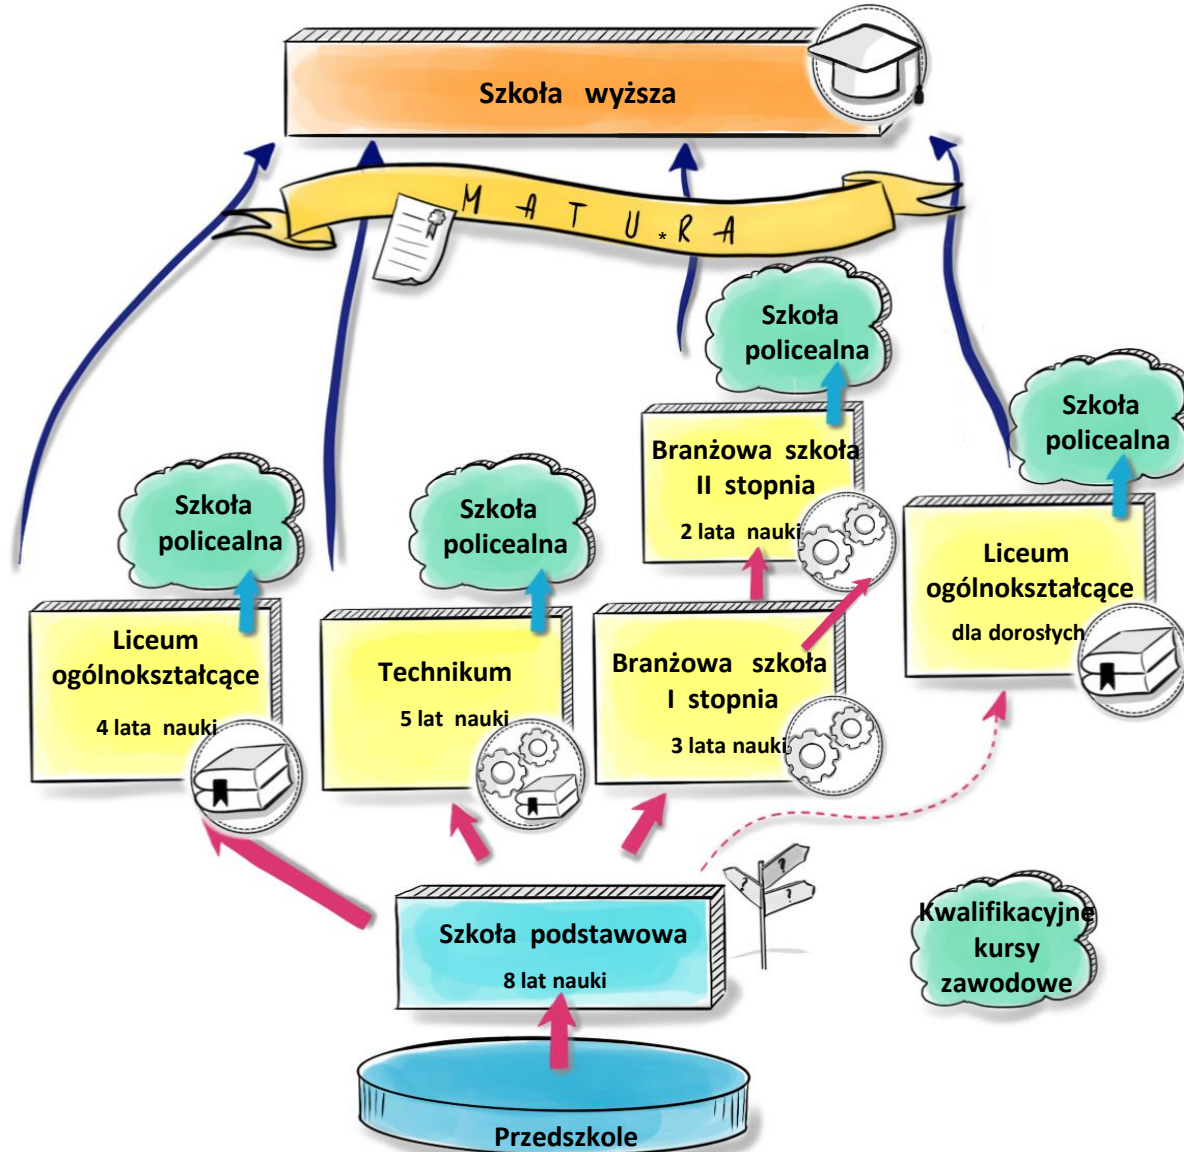 Szkoła wyższa
MATU*RA
Szkoła
policealna
Szkoła
policealna
Branżowa szkoła
II stopnia
2 lata nauki
Szkoła
policealna
Szkoła
policealna
Liceum
ogólnokształcące
dla dorosłych
Liceum
ogólnokształcące
4 lata nauki
Technikum
5 lat nauki
Branżowa szkoła
I stopnia
3 lata nauki
? ? ?
Szkoła podstawowa
8 lat nauki
Kwalifikacyjne
kursy
zawodowe
Przedszkole